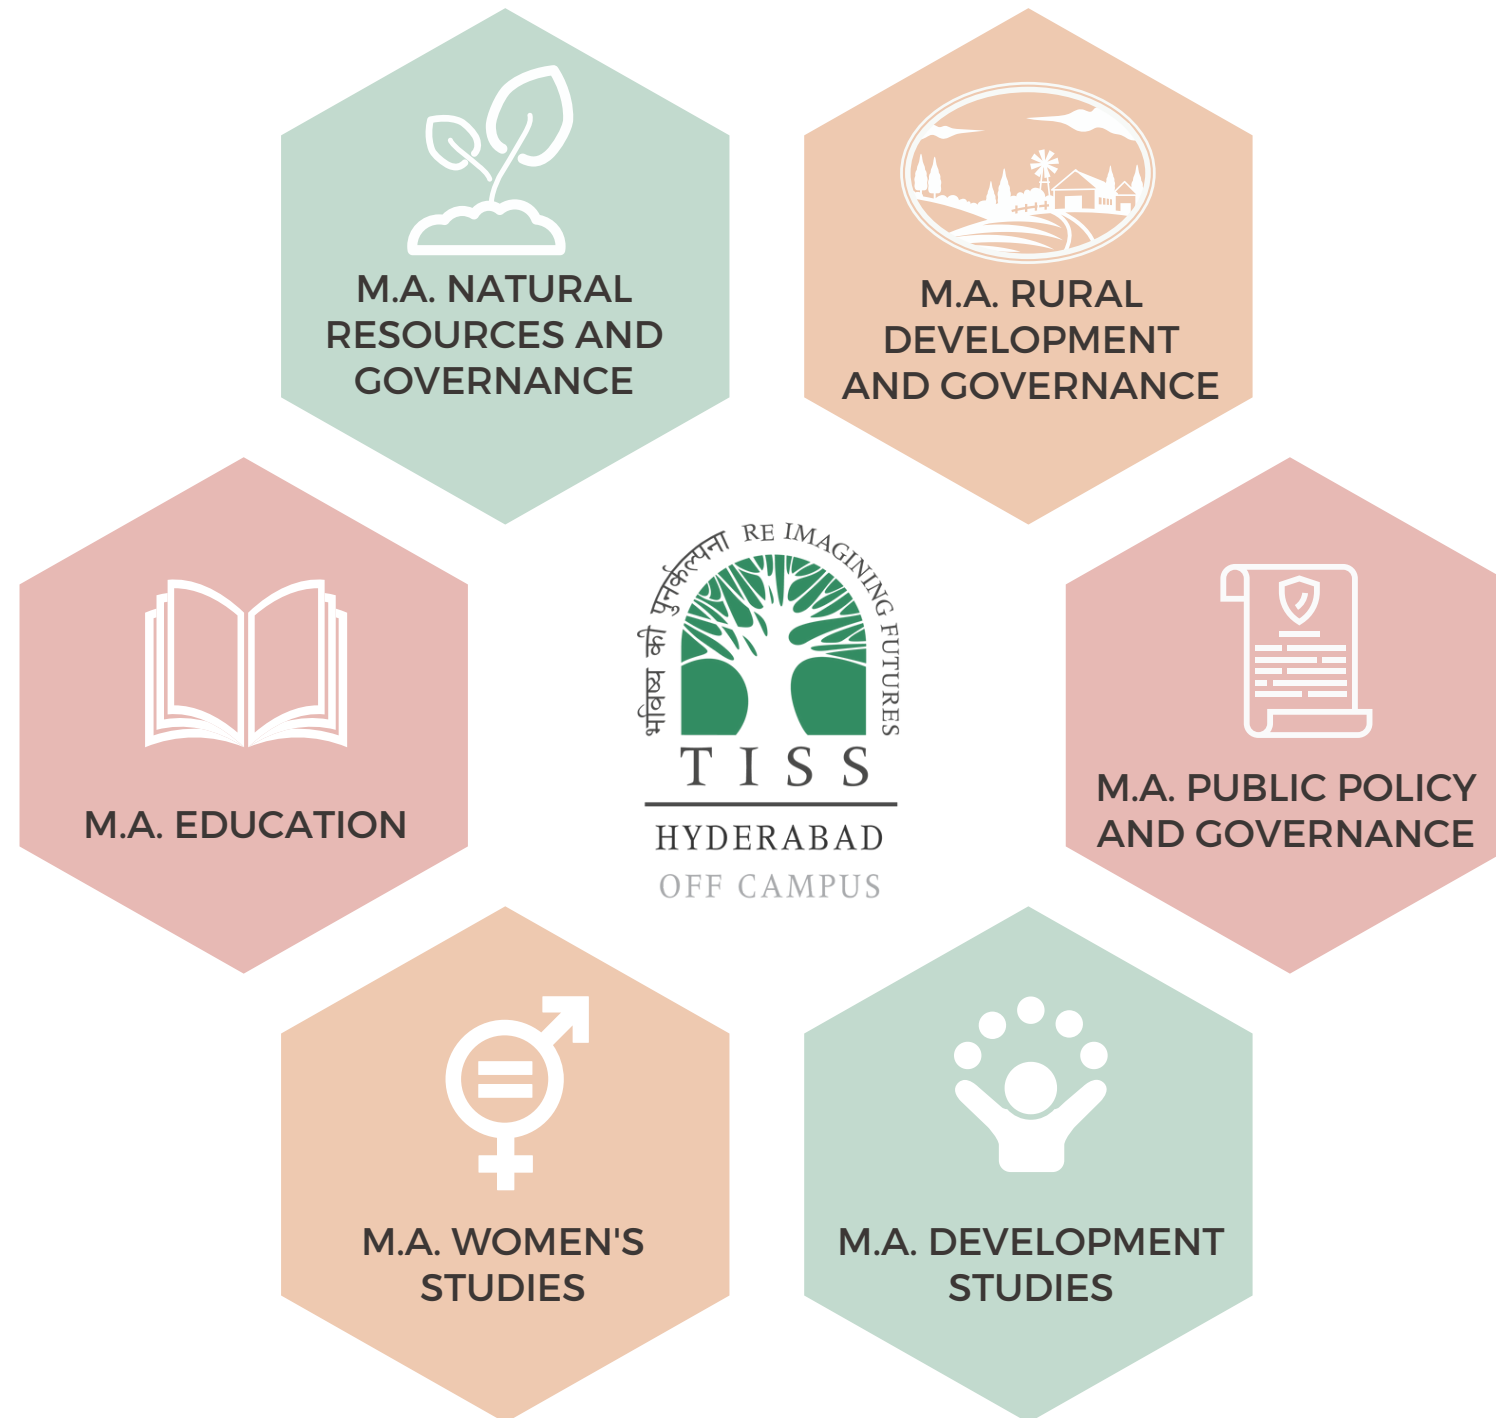 M.A. NATURAL
RESOURCES AND
GOVERNANCE
M.A. RURAL
DEVELOPMENT
AND GOVERNANCE
M.A. EDUCATION
भविष्य की पुनर्कल्पना RE IMAGINING FUTURES
TISS
HYDERABAD
OFF CAMPUS
M.A. PUBLIC POLICY
AND GOVERNANCE
M.A. WOMEN'S
STUDIES
M.A. DEVELOPMENT
STUDIES